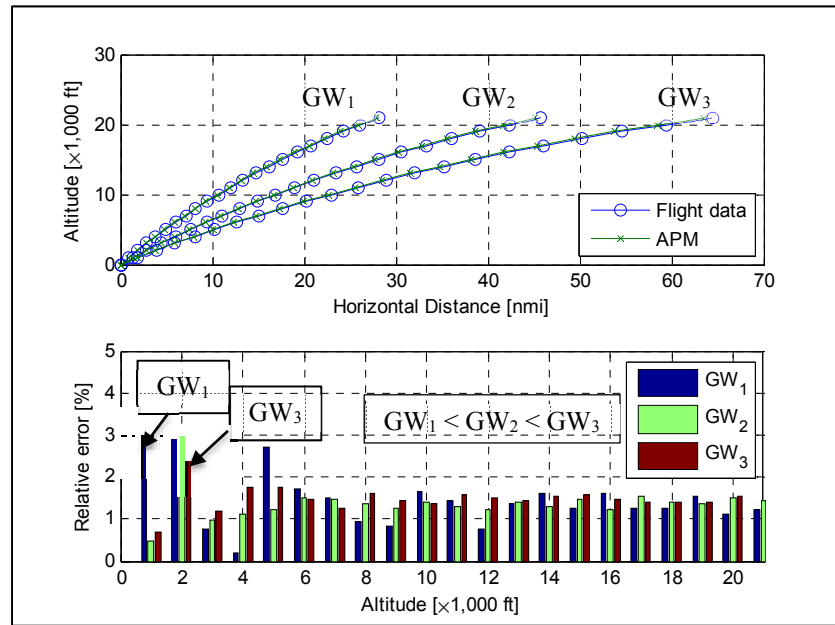 30
20
10
0
Altitude [×1,000 ft]
GW₁
GW₂
GW₃
Flight data
APM
0 10 20 30 40 50 60 70
Horizontal Distance [nmi]
5
4
3
2
1
0
Relative error [%]
GW₁
GW₃
GW₁ < GW₂ < GW₃
GW₁
GW₂
GW₃
0 2 4 6 8 10 12 14 16 18 20
Altitude [×1,000 ft]